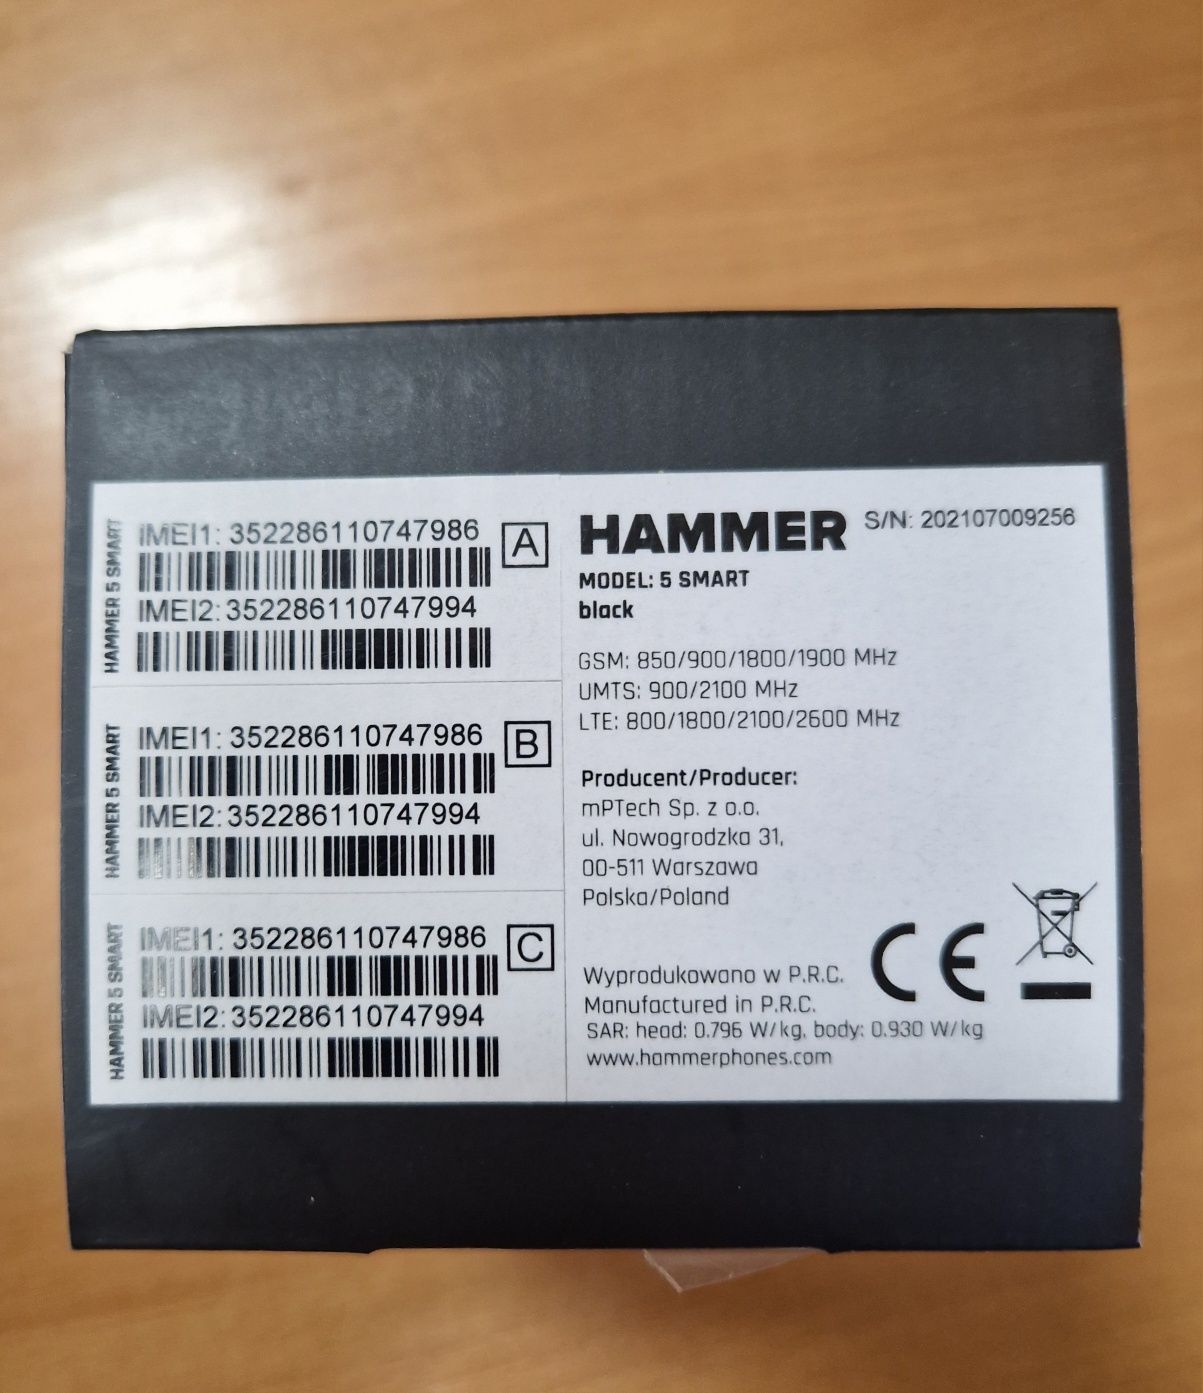 HAMMER 5 SMART
IMEI1: 352286110747986
A
IMEI2: 352286110747994
HAMMER 5 SMART
IMEI1: 352286110747986
B
IMEI2: 352286110747994
HAMMER 5 SMART
IMEI1: 352286110747986
C
IMEI2: 352286110747994
HAMMER S/N: 202107009256
MODEL: 5 SMART
black
GSM: 850/900/1800/1900 MHz
UMTS: 900/2100 MHz
LTE: 800/1800/2100/2600 MHz
Producent/Producer:
mPTech Sp. z o.o.
ul. Nowogrodzka 31,
00-511 Warszawa
Polska/Poland
CE
Wyprodukowano w P.R.C.
Manufactured in P.R.C.
SAR: head: 0.796 W/kg, body: 0.930 W/kg
www.hammerphones.com